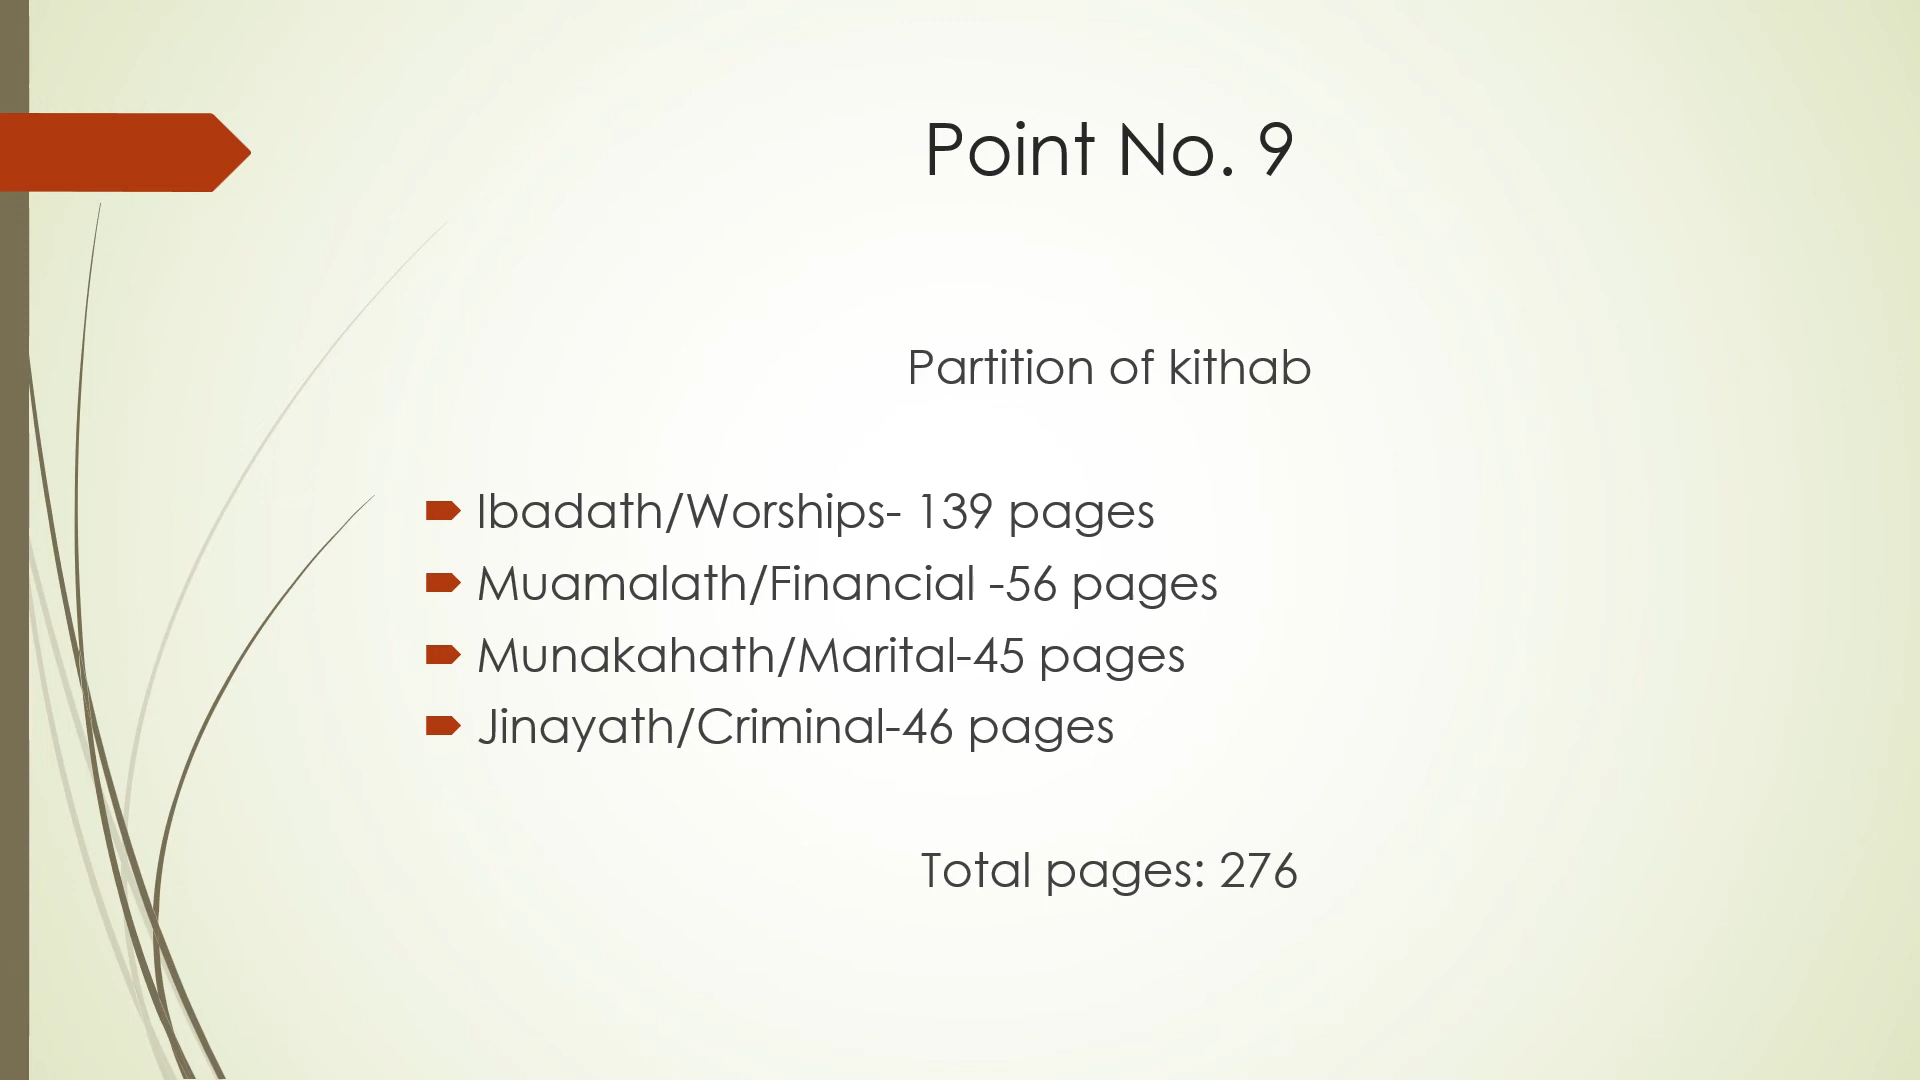 Point No. 9
Partition of kithab
Ibadath/Worships- 139 pages
Muamalath/Financial -56 pages
Munakahath/Marital-45 pages
Jinayath/Criminal-46 pages
Total pages: 276